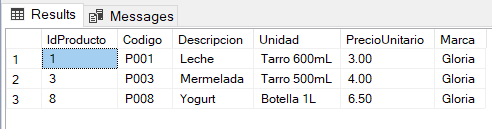 Results Messages
IdProducto Codigo Descripcion Unidad PrecioUnitario Marca
1 1 P001 Leche Tarro 600mL 3.00 Gloria
2 3 P003 Mermelada Tarro 500mL 4.00 Gloria
3 8 P008 Yogurt Botella 1L 6.50 Gloria